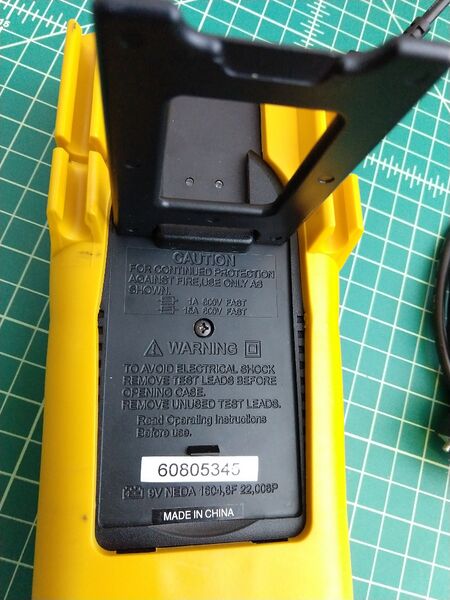 CAUTION
FOR CONTINUED PROTECTION
AGAINST FIRE,USE ONLY AS
SHOWN.
1A 600V FAST
15A 600V FAST
WARNING
TO AVOID ELECTRICAL SHOCK
REMOVE TEST LEADS BEFORE
OPENING CASE.
REMOVE UNUSED TEST LEADS.
Read Operating Instructions
Before use.
60805345
9V NEDA 1604,6F 22,006P
MADE IN CHINA